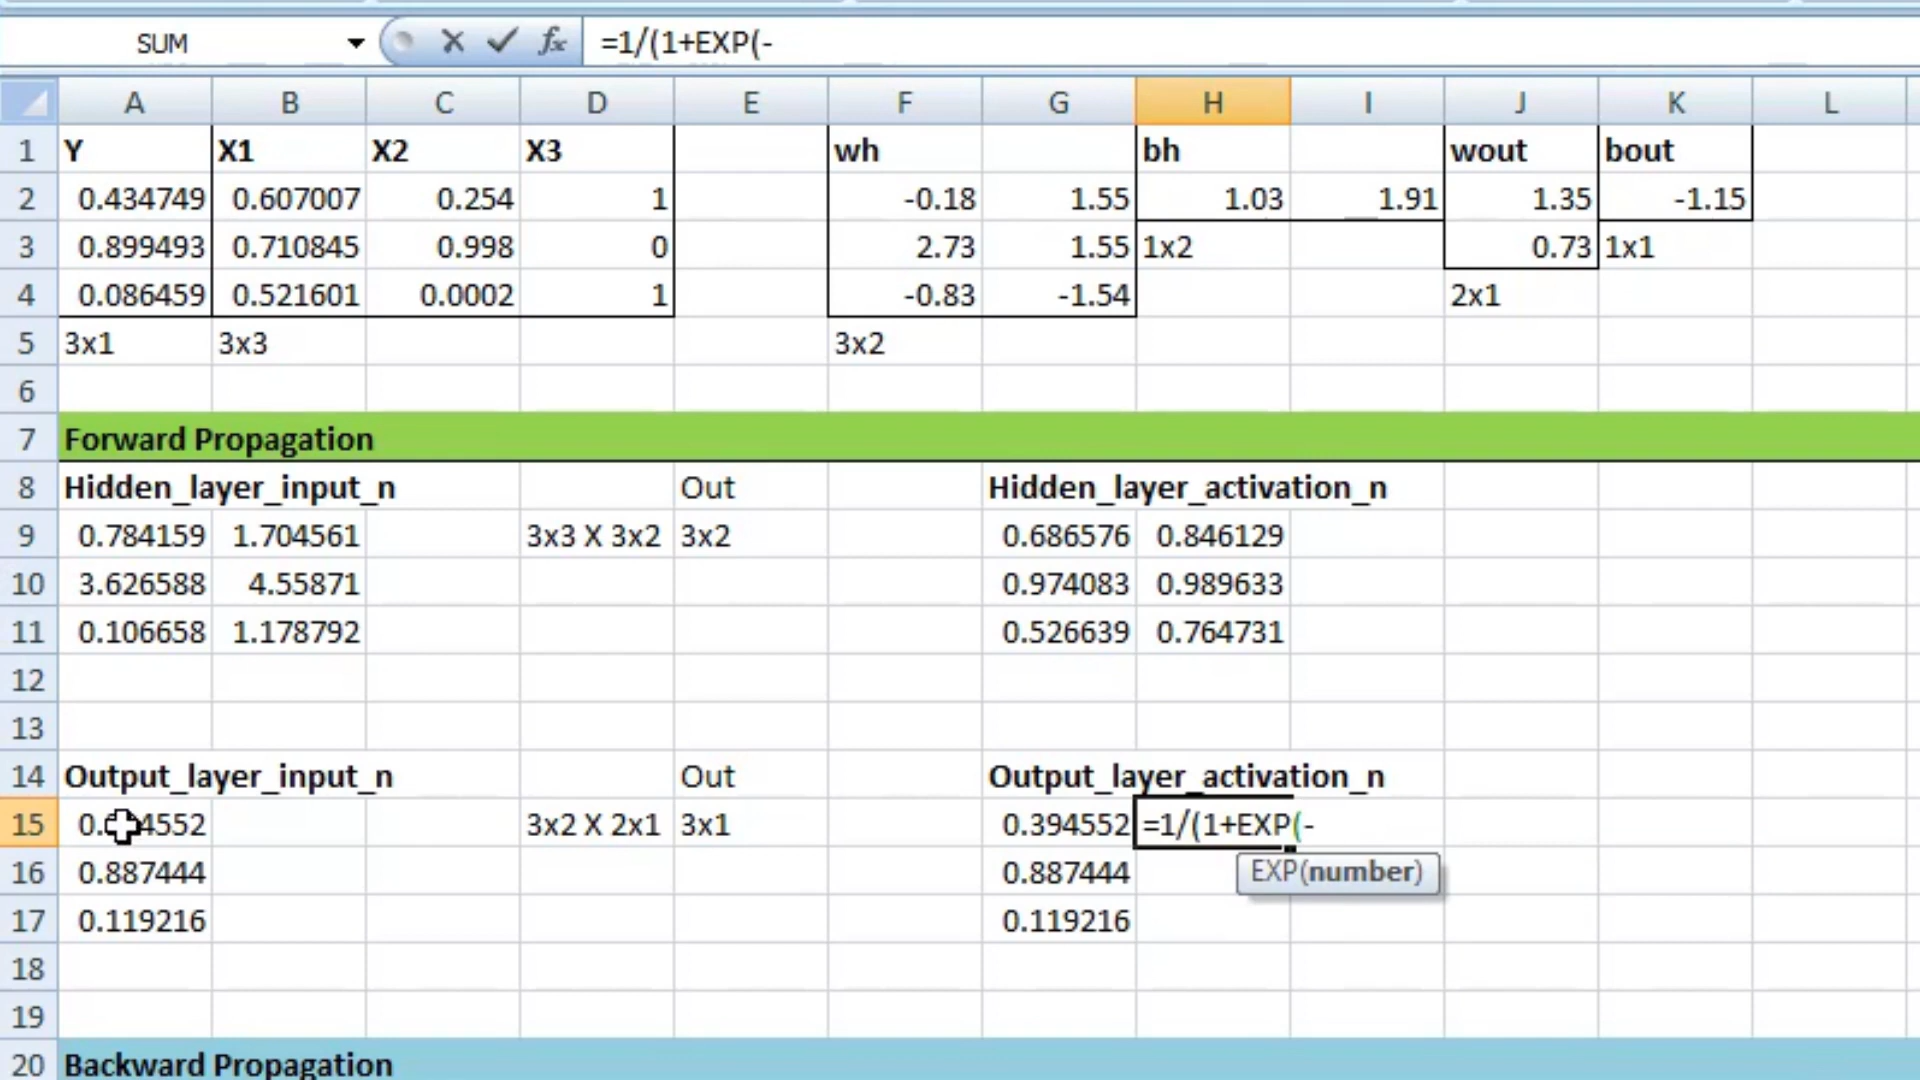 SUM fx =1/(1+EXP(-
A B C D E F G H I J K L
1 Y X1 X2 X3 wh bh wout bout
2 0.434749 0.607007 0.254 1 -0.18 1.55 1.03 1.91 1.35 -1.15
3 0.899493 0.710845 0.998 0 2.73 1.55 1x2 0.73 1x1
4 0.086459 0.521601 0.0002 1 -0.83 -1.54 2x1
5 3x1 3x3 3x2
6
7 Forward Propagation
8 Hidden_layer_input_n Out Hidden_layer_activation_n
9 0.784159 1.704561 3x3 X 3x2 3x2 0.686576 0.846129
10 3.626588 4.55871 0.974083 0.989633
11 0.106658 1.178792 0.526639 0.764731
12
13
14 Output_layer_input_n Out Output_layer_activation_n
15 3x2 X 2x1 3x1 0.394552 =1/(1+EXP(-
16 0.887444 0.887444 EXP(number)
17 0.119216 0.119216
18
19
20 Backward Propagation